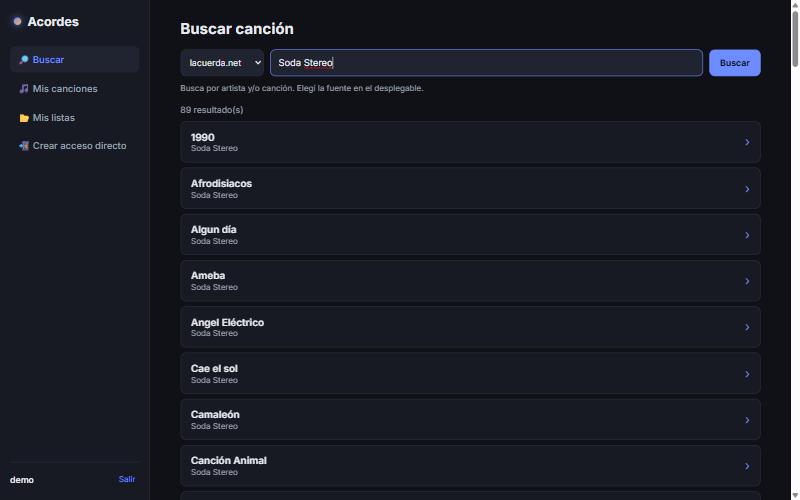 Acordes
Buscar
Mis canciones
Mis listas
Crear acceso directo
demo
Salir
Buscar canción
lacuerda.net
Soda Stereo
Buscar
Busca por artista y/o canción. Elegí la fuente en el desplegable.
89 resultado(s)
1990
Soda Stereo
Afrodisiacos
Soda Stereo
Algun día
Soda Stereo
Ameba
Soda Stereo
Angel Eléctrico
Soda Stereo
Cae el sol
Soda Stereo
Camaleón
Soda Stereo
Canción Animal
Soda Stereo